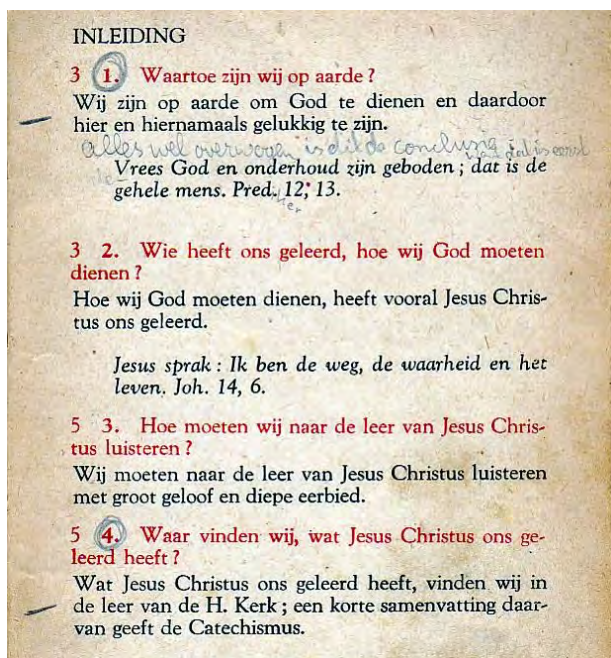 INLEIDING
3 1. Waartoe zijn wij op aarde ?
Wij zijn op aarde om God te dienen en daardoor
hier en hiernamaals gelukkig te zijn.
alles wel overwogen is dit de conclusing
Vrees God en onderhoud zijn geboden ; dat is de
gehele mens. Pred. 12; 13.
3 2. Wie heeft ons geleerd, hoe wij God moeten
dienen ?
Hoe wij God moeten dienen, heeft vooral Jesus Chris-
tus ons geleerd.
Jesus sprak : Ik ben de weg, de waarheid en het
leven. Joh. 14, 6.
5 3. Hoe moeten wij naar de leer van Jesus Chris-
tus luisteren ?
Wij moeten naar de leer van Jesus Christus luisteren
met groot geloof en diepe eerbied.
5 4. Waar vinden wij, wat Jesus Christus ons ge-
leerd heeft ?
Wat Jesus Christus ons geleerd heeft, vinden wij in
de leer van de H. Kerk ; een korte samenvatting daar-
van geeft de Catechismus.